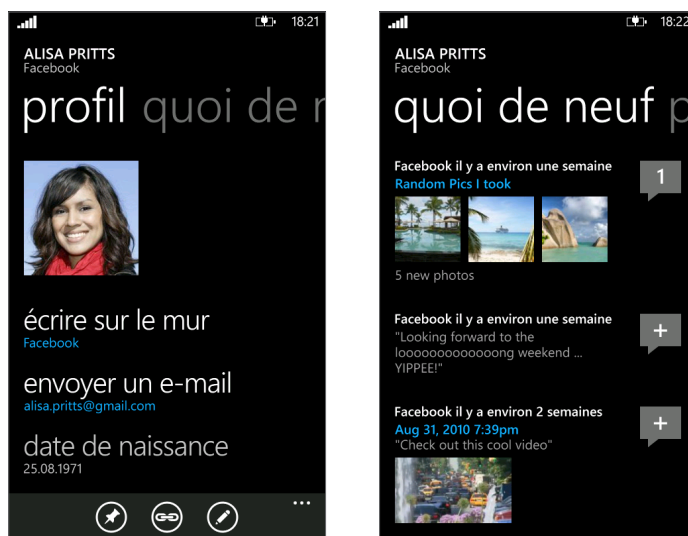 18:21
ALISA PRITTS
Facebook
profil quoi de n
écrire sur le mur
Facebook
envoyer un e-mail
alisa.pritts@gmail.com
date de naissance
25.08.1971
18:22
ALISA PRITTS
Facebook
quoi de neuf p
Facebook il y a environ une semaine
1
Random Pics I took
5 new photos
Facebook il y a environ une semaine
"Looking forward to the
looooooooooooong weekend ...
YIPPEE!"
Facebook il y a environ 2 semaines
Aug 31, 2010 7:39pm
"Check out this cool video"